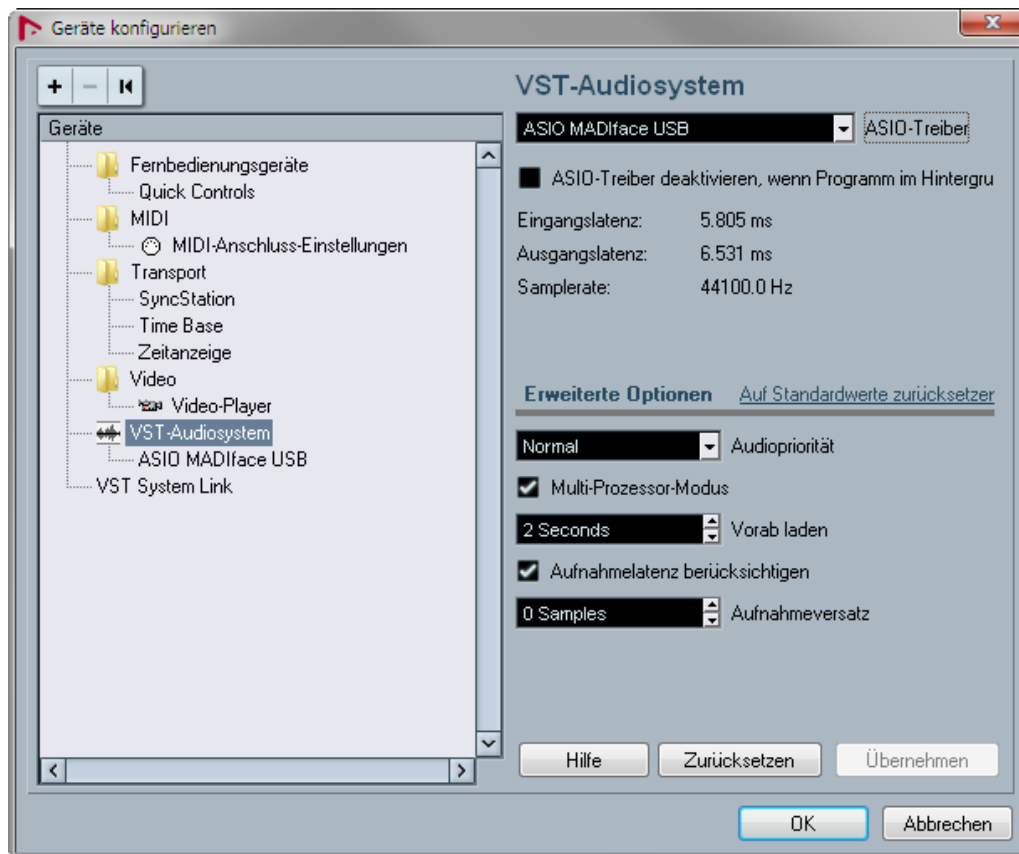 Geräte konfigurieren
Geräte
Fernbedienungsgeräte
Quick Controls
MIDI
MIDI-Anschluss-Einstellungen
Transport
SyncStation
Time Base
Zeitanzeige
Video
Video-Player
VST-Audiosystem
ASIO MADIface USB
VST System Link
VST-Audiosystem
ASIO MADIface USB ASIO-Treiber
ASIO-Treiber deaktivieren, wenn Programm im Hintergru
Eingangslatenz: 5.805 ms
Ausgangslatenz: 6.531 ms
Samplerate: 44100.0 Hz
Erweiterte Optionen Auf Standardwerte zurücksetzer
Normal Audiopriorität
Multi-Prozessor-Modus
2 Seconds Vorab laden
Aufnahmelatenz berücksichtigen
0 Samples Aufnahmeversatz
Hilfe Zurücksetzen Übernehmen
OK Abbrechen